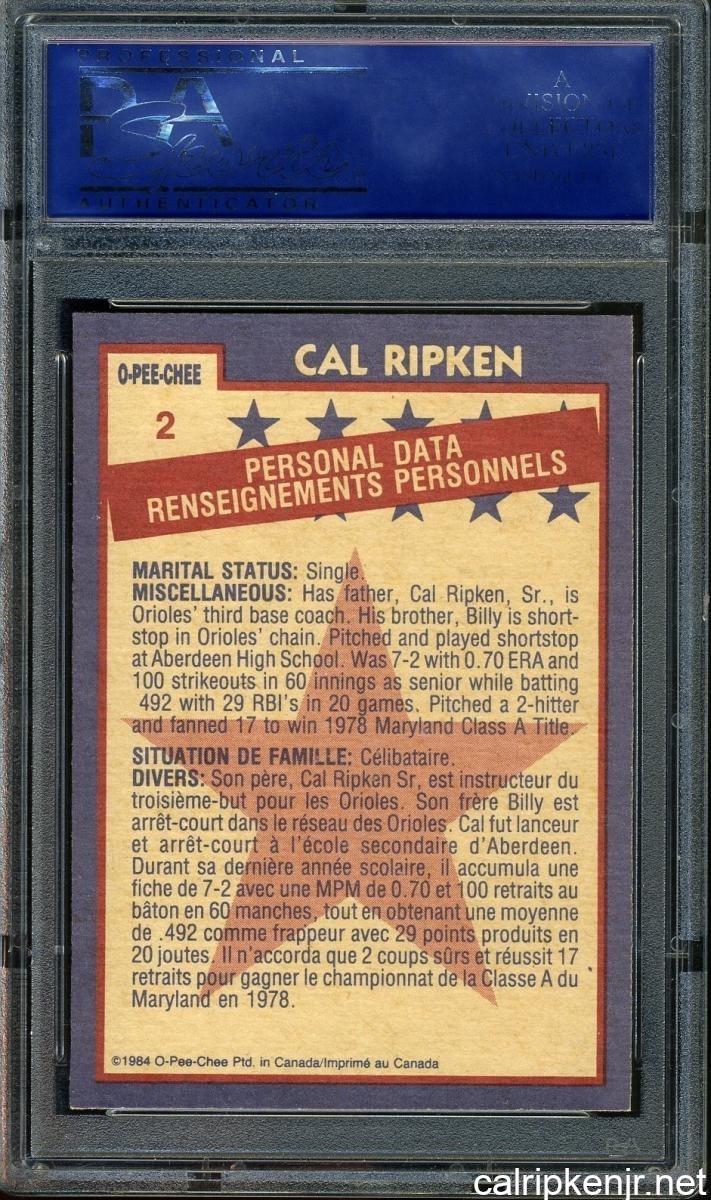 PROFESSIONAL
PSA
AUTHENTICATOR
A
O-PEE-CHEE
CAL RIPKEN
2
PERSONAL DATA
RENSEIGNEMENTS PERSONNELS
MARITAL STATUS: Single.
MISCELLANEOUS: Has father, Cal Ripken, Sr., is
Orioles' third base coach. His brother, Billy is short-
stop in Orioles' chain. Pitched and played shortstop
at Aberdeen High School. Was 7-2 with 0.70 ERA and
100 strikeouts in 60 innings as senior while batting
.492 with 29 RBI's in 20 games. Pitched a 2-hitter
and fanned 17 to win 1978 Maryland Class A Title.
SITUATION DE FAMILLE: Célibataire.
DIVERS: Son père, Cal Ripken Sr, est instructeur du
troisième-but pour les Orioles. Son frère Billy est
arrêt-court dans le réseau des Orioles. Cal fut lanceur
et arrêt-court à l'école secondaire d'Aberdeen.
Durant sa dernière année scolaire, il accumula une
fiche de 7-2 avec une MPM de 0.70 et 100 retraits au
bâton en 60 manches, tout en obtenant une moyenne
de .492 comme frappeur avec 29 points produits en
20 joutes. Il n'accorda que 2 coups sûrs et réussit 17
retraits pour gagner le championnat de la Classe A du
Maryland en 1978.
©1984 O-Pee-Chee Ptd. in Canada/Imprimé au Canada
calripkenjr.net